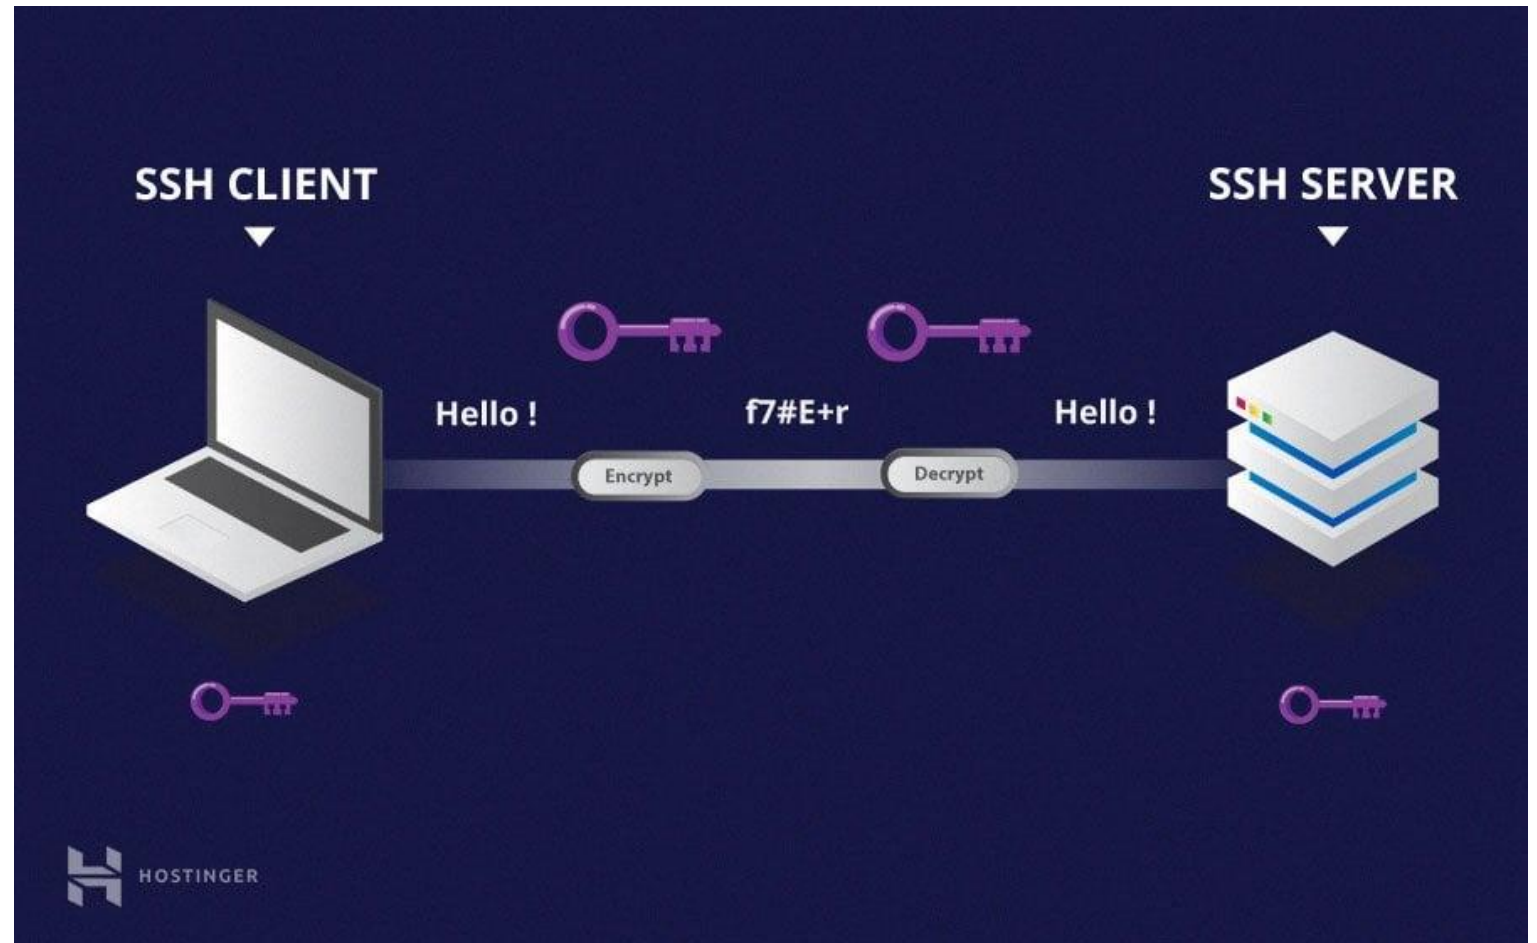 SSH CLIENT
SSH SERVER
Hello !
f7#E+r
Hello !
Encrypt
Decrypt
HOSTINGER